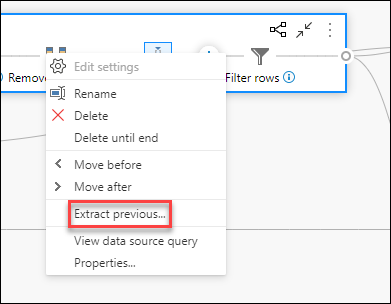 Remove
Filter rows
Edit settings
Rename
Delete
Delete until end
Move before
Move after
Extract previous...
View data source query
Properties...